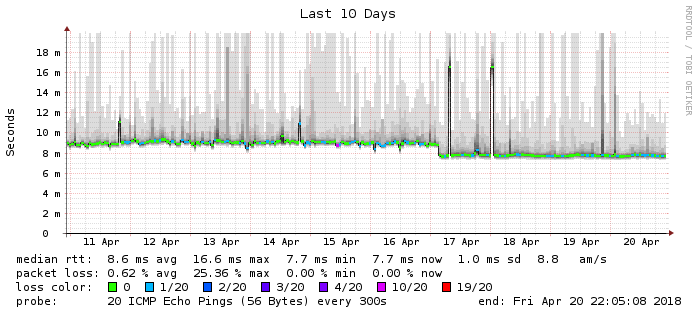 Last 10 Days
RRDTOOL / TOBI OETIKER
Seconds
18 m
16 m
14 m
12 m
10 m
8 m
6 m
4 m
2 m
0
11 Apr 12 Apr 13 Apr 14 Apr 15 Apr 16 Apr 17 Apr 18 Apr 19 Apr 20 Apr
median rtt: 8.6 ms avg 16.6 ms max 7.7 ms min 7.7 ms now 1.0 ms sd 8.8 am/s
packet loss: 0.62 % avg 25.36 % max 0.00 % min 0.00 % now
loss color: 0 1/20 2/20 3/20 4/20 10/20 19/20
probe: 20 ICMP Echo Pings (56 Bytes) every 300s end: Fri Apr 20 22:05:08 2018